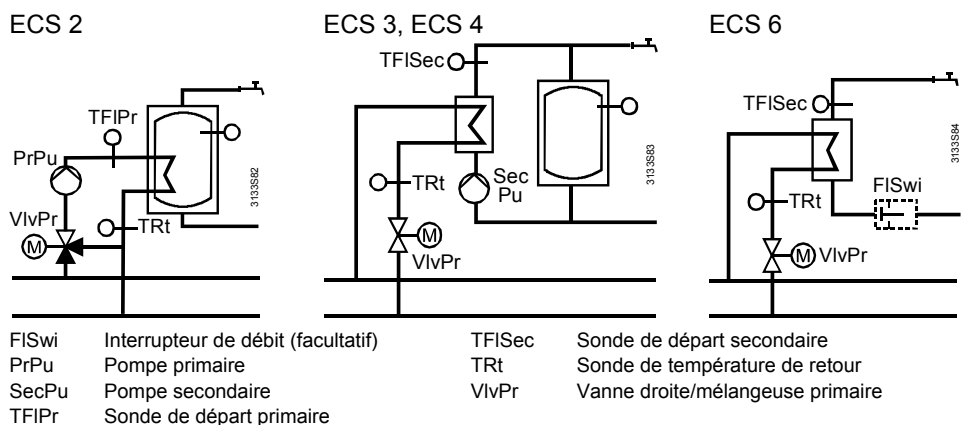 ECS 2
ECS 3, ECS 4
ECS 6
TFlPr
PrPu
VlvPr
M
TRt
3133S82
TFlSec
TRt
Sec
Pu
M
VlvPr
3133S83
TFlSec
TRt
FlSwi
M
VlvPr
3133S84
FlSwi Interrupteur de débit (facultatif)
PrPu Pompe primaire
SecPu Pompe secondaire
TFlPr Sonde de départ primaire
TFlSec Sonde de départ secondaire
TRt Sonde de température de retour
VlvPr Vanne droite/mélangeuse primaire